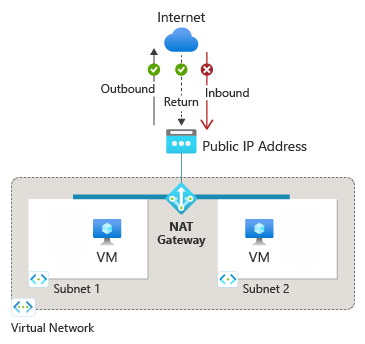 Internet
Outbound
Inbound
Return
Public IP Address
NAT
Gateway
VM
VM
Subnet 1
Subnet 2
Virtual Network